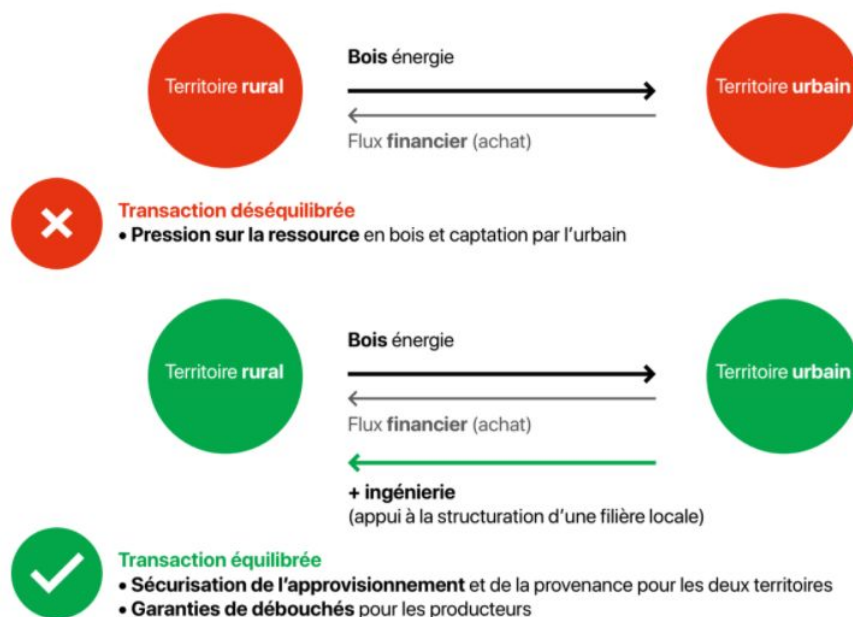 Bois énergie
Territoire rural
Territoire urbain
Flux financier (achat)
Transaction déséquilibrée
• Pression sur la ressource en bois et captation par l'urbain
Bois énergie
Territoire rural
Territoire urbain
Flux financier (achat)
+ ingénierie
(appui à la structuration d'une filière locale)
Transaction équilibrée
• Sécurisation de l'approvisionnement et de la provenance pour les deux territoires
• Garanties de débouchés pour les producteurs